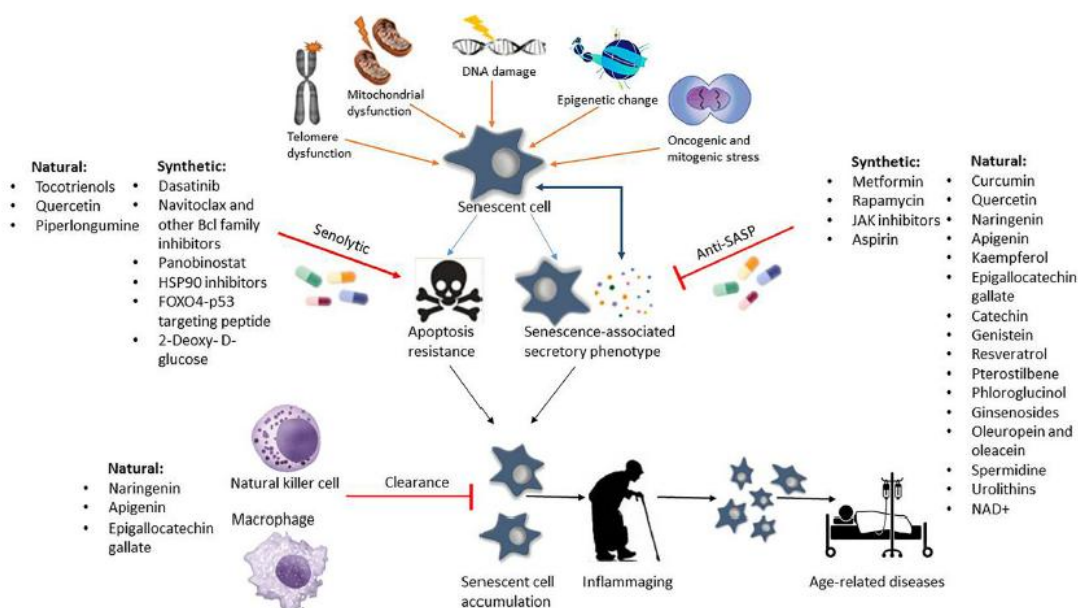 DNA damage
Mitochondrial
dysfunction
Epigenetic change
Telomere
dysfunction
Oncogenic and
mitogenic stress
Natural:
• Tocotrienols
• Quercetin
• Piperlongumine
Synthetic:
• Dasatinib
• Navitoclax and
other Bcl family
inhibitors
• Panobinostat
• HSP90 inhibitors
• FOXO4-p53
targeting peptide
• 2-Deoxy- D-
glucose
Senescent cell
Senolytic
Anti-SASP
Synthetic:
• Metformin
• Rapamycin
• JAK inhibitors
• Aspirin
Natural:
• Curcumin
• Quercetin
• Naringenin
• Apigenin
• Kaempferol
• Epigallocatechin
gallate
• Catechin
• Genistein
• Resveratrol
• Pterostilbene
• Phloroglucinol
• Ginsenosides
• Oleuropein and
oleacein
• Spermidine
• Urolithins
• NAD+
Apoptosis
resistance
Senescence-associated
secretory phenotype
Natural:
• Naringenin
• Apigenin
• Epigallocatechin
gallate
Natural killer cell
Clearance
Macrophage
Senescent cell
accumulation
Inflammaging
Age-related diseases